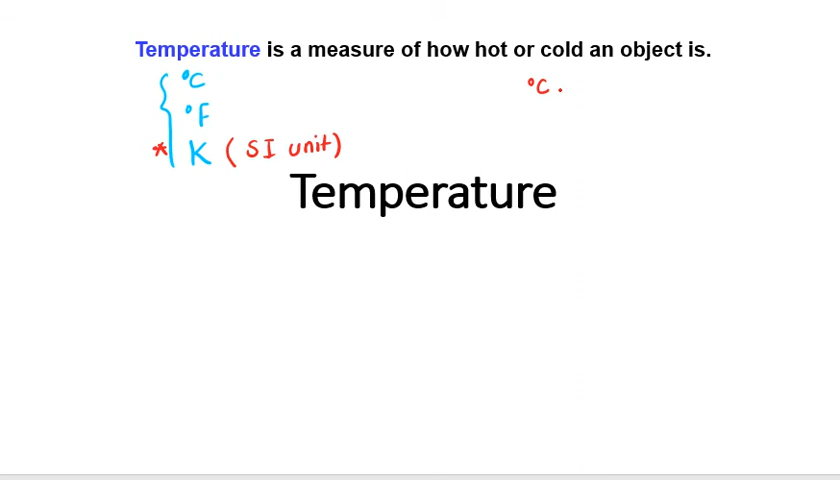 Temperature is a measure of how hot or cold an object is.
°C
°C .
°F
* K (SI unit)
Temperature